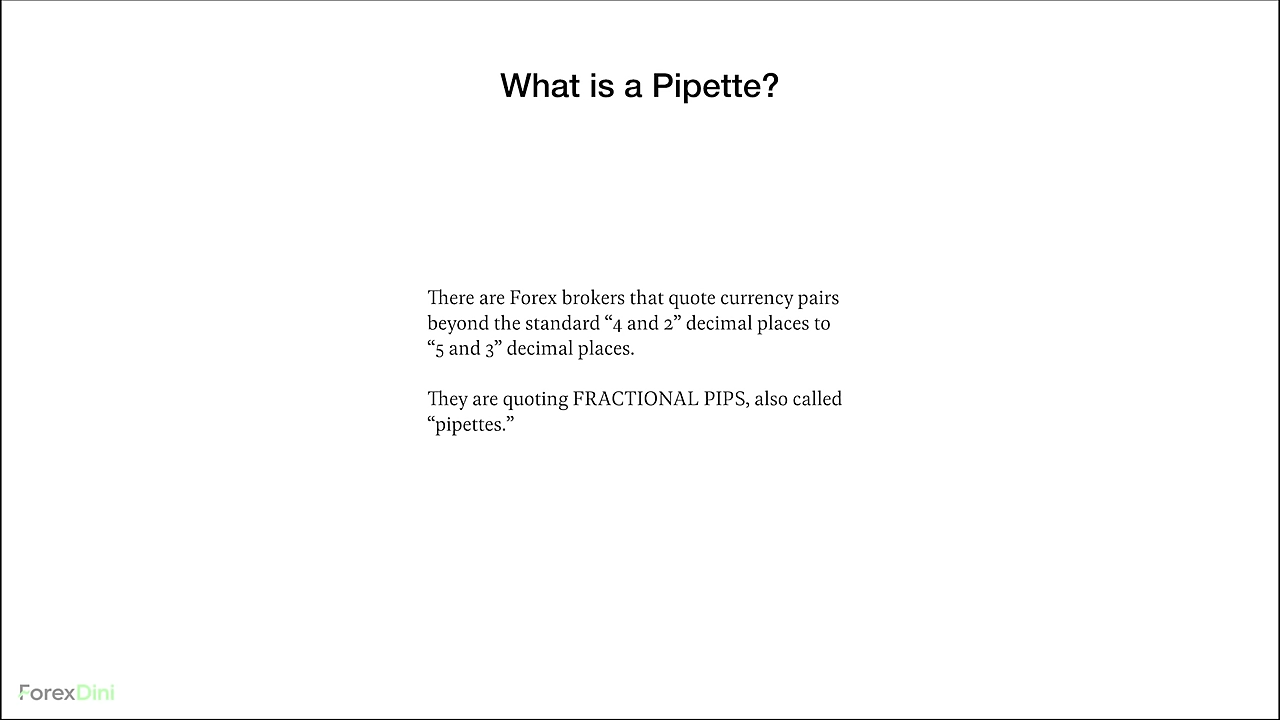 What is a Pipette?
There are Forex brokers that quote currency pairs
beyond the standard “4 and 2” decimal places to
“5 and 3” decimal places.
They are quoting FRACTIONAL PIPS, also called
“pipettes.”
ForexDini